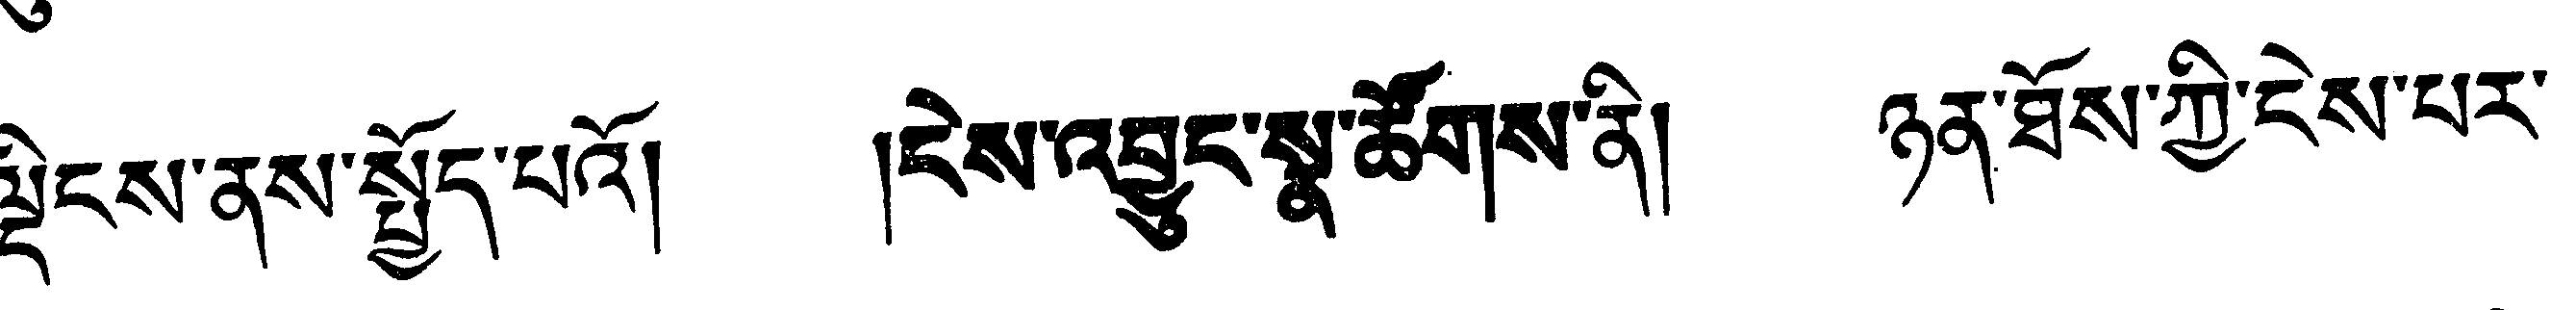 ལྡིངས་ནས་སྤྱོད་པའོ། །ངེས་འབྱུང་སྣ་ཚོགས་ནི། ཉན་ཐོས་ཀྱི་ངེས་པར་